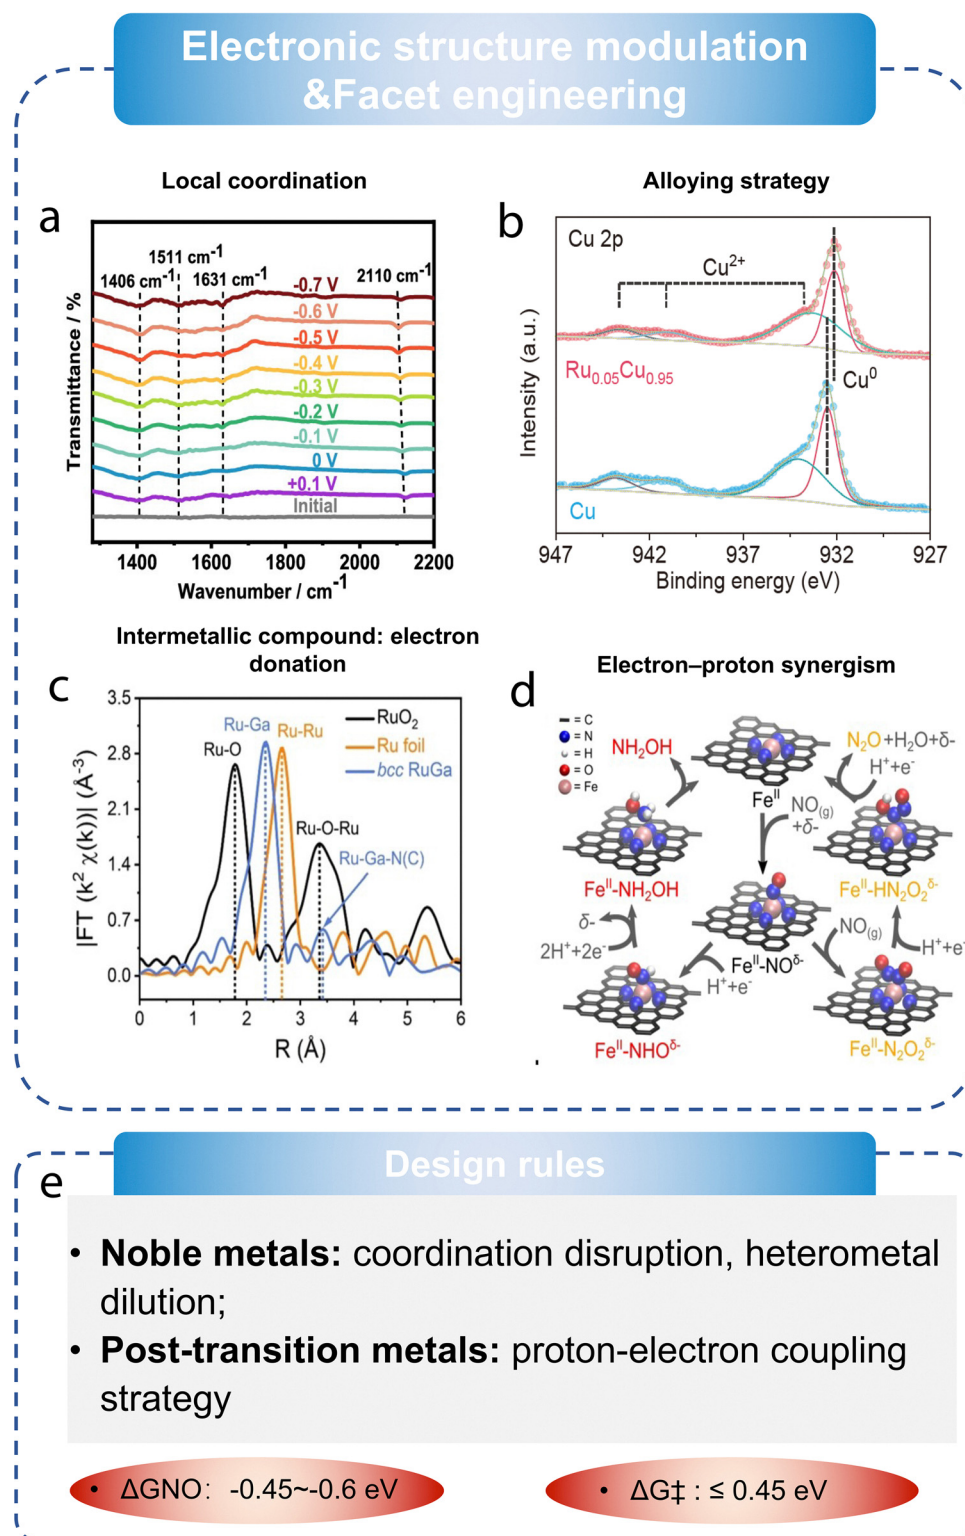 Electronic structure modulation
&Facet engineering
Local coordination
a
1511 cm-1
1406 cm-1
1631 cm-1
2110 cm-1
-0.7 V
-0.6 V
-0.5 V
-0.4 V
-0.3 V
-0.2 V
-0.1 V
0 V
+0.1 V
Initial
Transmittance / %
1400 1600 1800 2000 2200
Wavenumber / cm-1
Alloying strategy
b
Cu 2p
Cu2+
Ru0.05Cu0.95
Cu0
Cu
Intensity (a.u.)
947 942 937 932 927
Binding energy (eV)
Intermetallic compound: electron
donation
c
3.5
2.8
2.1
1.4
0.7
0.0
|FT (k2 χ(k))| (Å-3)
Ru-Ga
Ru-Ru
Ru-O
RuO2
Ru foil
bcc RuGa
Ru-O-Ru
Ru-Ga-N(C)
0 1 2 3 4 5 6
R (Å)
Electron–proton synergism
d
= C
= N
= H
= O
= Fe
NH2OH
FeII
N2O+H2O+δ-
H++e-
NO(g)
+δ-
FeII-NH2OH
FeII-HN2O2δ-
δ-
2H++2e-
FeII-NOδ-
H++e-
NO(g)
H++e-
FeII-NHOδ-
FeII-N2O2δ-
Design rules
e
• Noble metals: coordination disruption, heterometal
dilution;
• Post-transition metals: proton-electron coupling
strategy
• ΔGNO: -0.45~-0.6 eV
• ΔG‡ : ≤ 0.45 eV